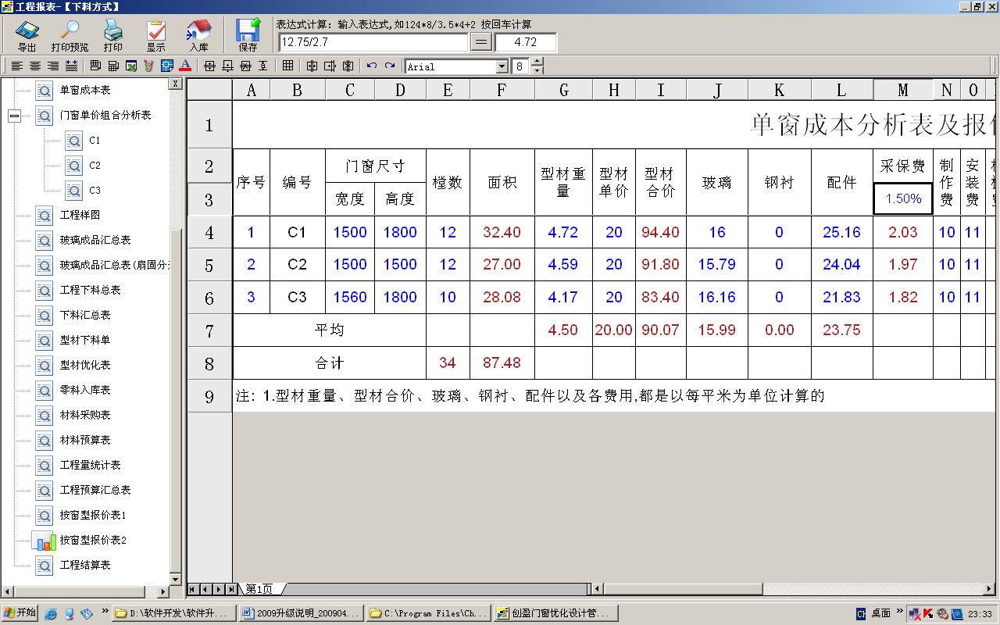 工程报表-【下料方式】
导出 打印预览 打印 显示 入库 保存
表达式计算: 输入表达式,如124*8/3.5*4+2 按回车计算
12.75/2.7 4.72
Arial 8
单窗成本表
门窗单价组合分析表
C1
C2
C3
工程样图
玻璃成品汇总表
玻璃成品汇总表(扇固分
工程下料总表
下料汇总表
型材下料单
型材优化表
零料入库表
材料采购表
材料预算表
工程量统计表
工程预算汇总表
按窗型报价表1
按窗型报价表2
工程结算表
A B C D E F G H I J K L M N O
1 单窗成本分析表及报
2 序号 编号 门窗尺寸 樘数 面积 型材重量 型材单价 型材合价 玻璃 钢衬 配件 采保费 制作费 安装费
3 宽度 高度 1.50%
4 1 C1 1500 1800 12 32.40 4.72 20 94.40 16 0 25.16 2.03 10 11
5 2 C2 1500 1500 12 27.00 4.59 20 91.80 15.79 0 24.04 1.97 10 11
6 3 C3 1560 1800 10 28.08 4.17 20 83.40 16.16 0 21.83 1.82 10 11
7 平均 4.50 20.00 90.07 15.99 0.00 23.75
8 合计 34 87.48
9 注: 1.型材重量、型材合价、玻璃、钢衬、配件以及各费用,都是以每平米为单位计算的
第1页
开始 D:\软件开发\软件升... 2009升级说明_200904... C:\Program Files\Ch... 创盈门窗优化设计管... 桌面 23:33